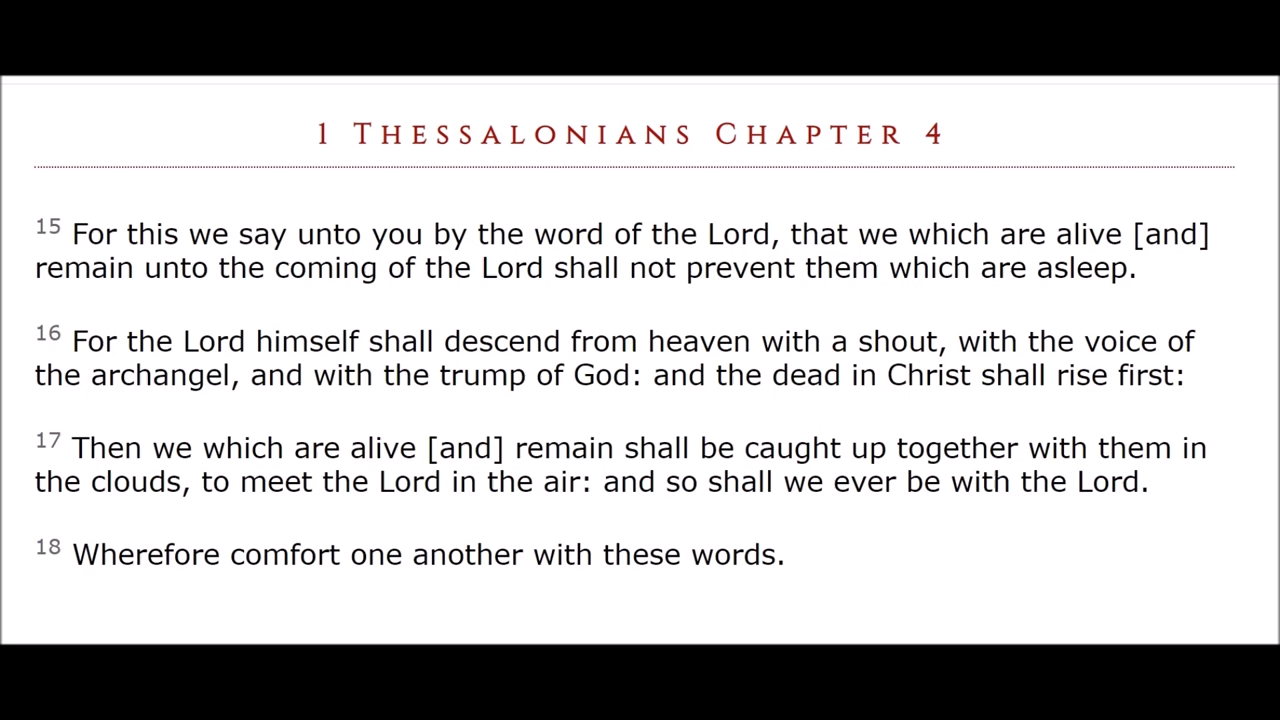 1 Thessalonians Chapter 4
15 For this we say unto you by the word of the Lord, that we which are alive [and]
remain unto the coming of the Lord shall not prevent them which are asleep.
16 For the Lord himself shall descend from heaven with a shout, with the voice of
the archangel, and with the trump of God: and the dead in Christ shall rise first:
17 Then we which are alive [and] remain shall be caught up together with them in
the clouds, to meet the Lord in the air: and so shall we ever be with the Lord.
18 Wherefore comfort one another with these words.